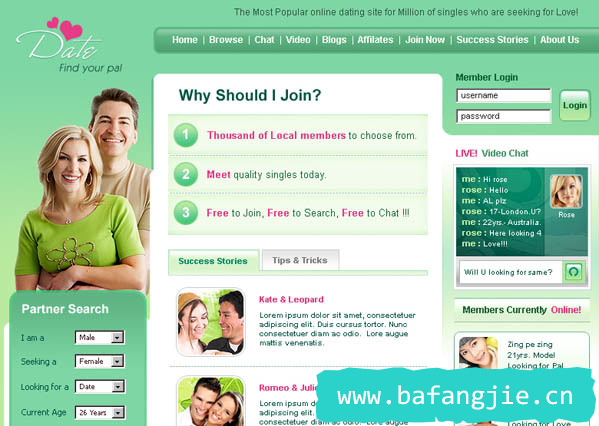 The Most Popular online dating site for Million of singles who are seeking for Love!
Date
Find your pal
Home | Browse | Chat | Video | Blogs | Affilates | Join Now | Success Stories | About Us
Why Should I Join?
1 Thousand of Local members to choose from.
2 Meet quality singles today.
3 Free to Join, Free to Search, Free to Chat !!!
Success Stories
Tips & Tricks
Kate & Leopard
Lorem ipsum dolor sit amet, consectetuer
adipiscing elit. Duis cursus tortor. Nunc
consectetuer diam ac odio. Lore augue
mattis venenatis.
Romeo & Julie
Lorem ipsum dolor
adipiscing elit.
consectetuer diam ac odio. Lore augue
Partner Search
I am a Male
Seeking a Female
Looking for a Date
Current Age 26 Years
Member Login
username
password
Login
LIVE! Video Chat
me : Hi rose
rose : Hello
me : AL plz
rose : 17-London.U?
me : 22yrs.- Australia.
rose : Here looking 4
me : Love!!!
Rose
Will U looking for same?
Members Currently Online!
Zing pe zing
21yrs. Model
Looking for Pal
www.bafangjie.cn